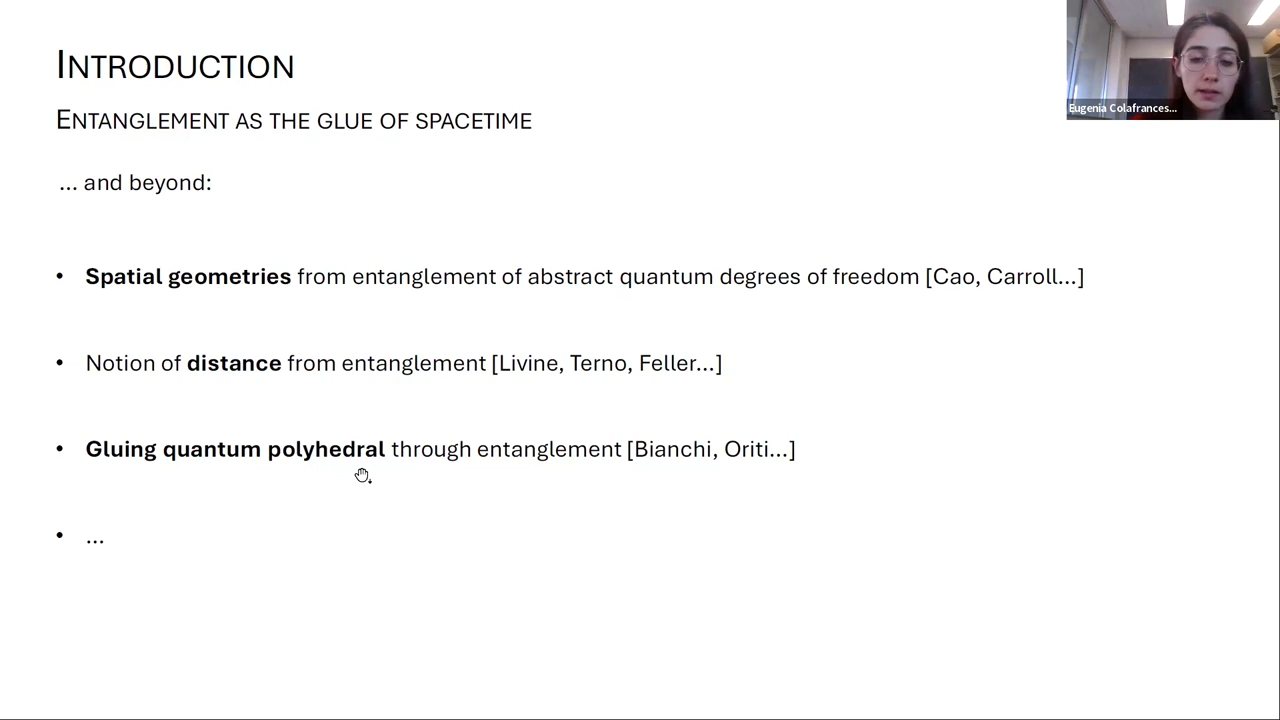 INTRODUCTION
ENTANGLEMENT AS THE GLUE OF SPACETIME
Eugenia Colafrances...
... and beyond:
• Spatial geometries from entanglement of abstract quantum degrees of freedom [Cao, Carroll...]
• Notion of distance from entanglement [Livine, Terno, Feller...]
• Gluing quantum polyhedral through entanglement [Bianchi, Oriti...]
• ...